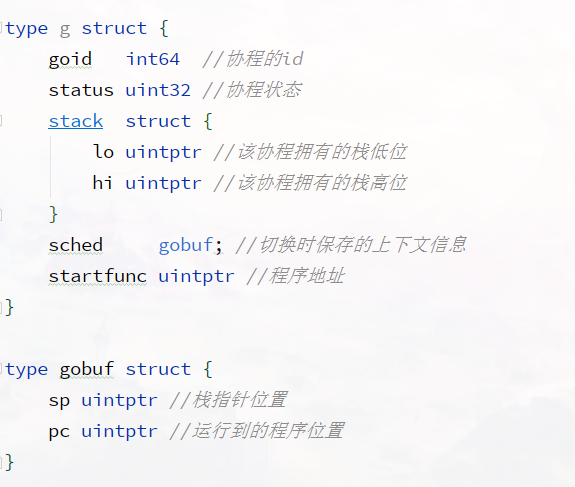 type g struct {
    goid   int64  //协程的id
    status uint32 //协程状态
    stack  struct {
        lo uintptr //该协程拥有的栈低位
        hi uintptr //该协程拥有的栈高位
    }
    sched     gobuf; //切换时保存的上下文信息
    startfunc uintptr //程序地址
}

type gobuf struct {
    sp uintptr //栈指针位置
    pc uintptr //运行到的程序位置
}